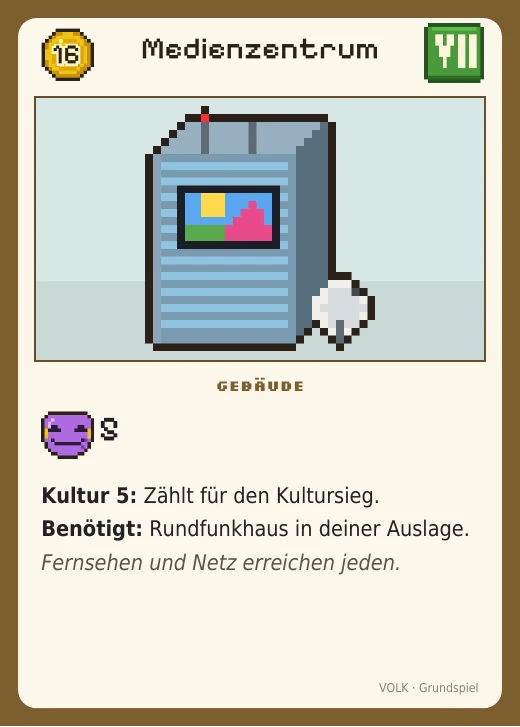 16
Medienzentrum
VII
GEBÄUDE
8
Kultur 5: Zählt für den Kultursieg.
Benötigt: Rundfunkhaus in deiner Auslage.
Fernsehen und Netz erreichen jeden.
VOLK · Grundspiel